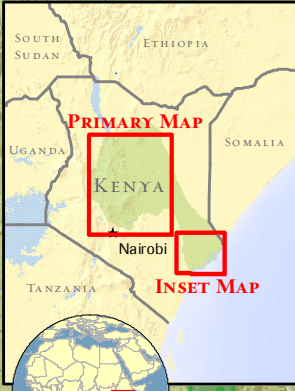 SOUTH
SUDAN
ETHIOPIA
PRIMARY MAP
UGANDA
SOMALIA
KENYA
Nairobi
TANZANIA
INSET MAP